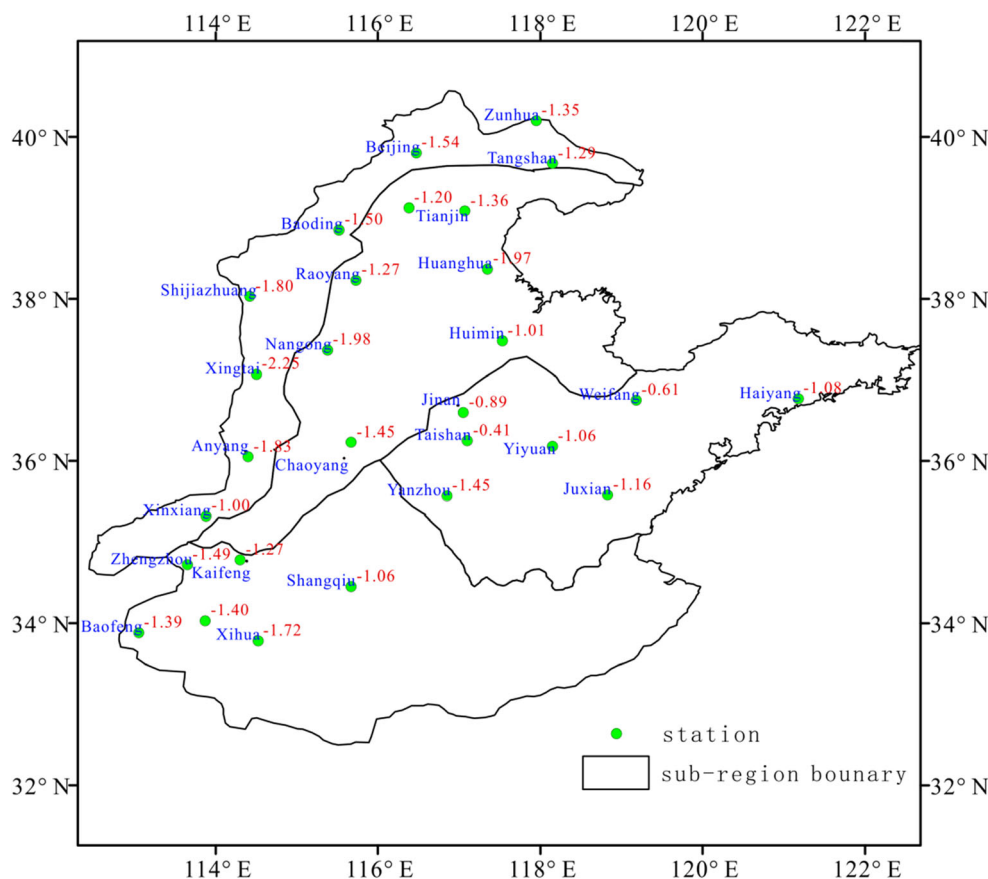 114° E 116° E 118° E 120° E 122° E
40° N 40° N
Zunhua -1.35
Beijing -1.54
Tangshan -1.29
-1.20 -1.36
Tianjin
Baoding -1.50
Huanghua -1.97
Raoyang -1.27
Shijiazhuang -1.80
38° N 38° N
Huimin -1.01
Nangong -1.98
Xingtai -2.25
Weifang -0.61
Haiyang -1.08
Jinan -0.89
Taishan -0.41
-1.45
Yiyuan -1.06
Anyang -1.83
Chaoyang
36° N 36° N
Yanzhou -1.45
Juxian -1.16
Xinxiang -1.00
Zhengzhou -1.49
-1.27
Kaifeng
Shangqiu -1.06
34° N 34° N
-1.40
Baofeng -1.39
Xihua -1.72
station
sub-region bounary
32° N 32° N
114° E 116° E 118° E 120° E 122° E